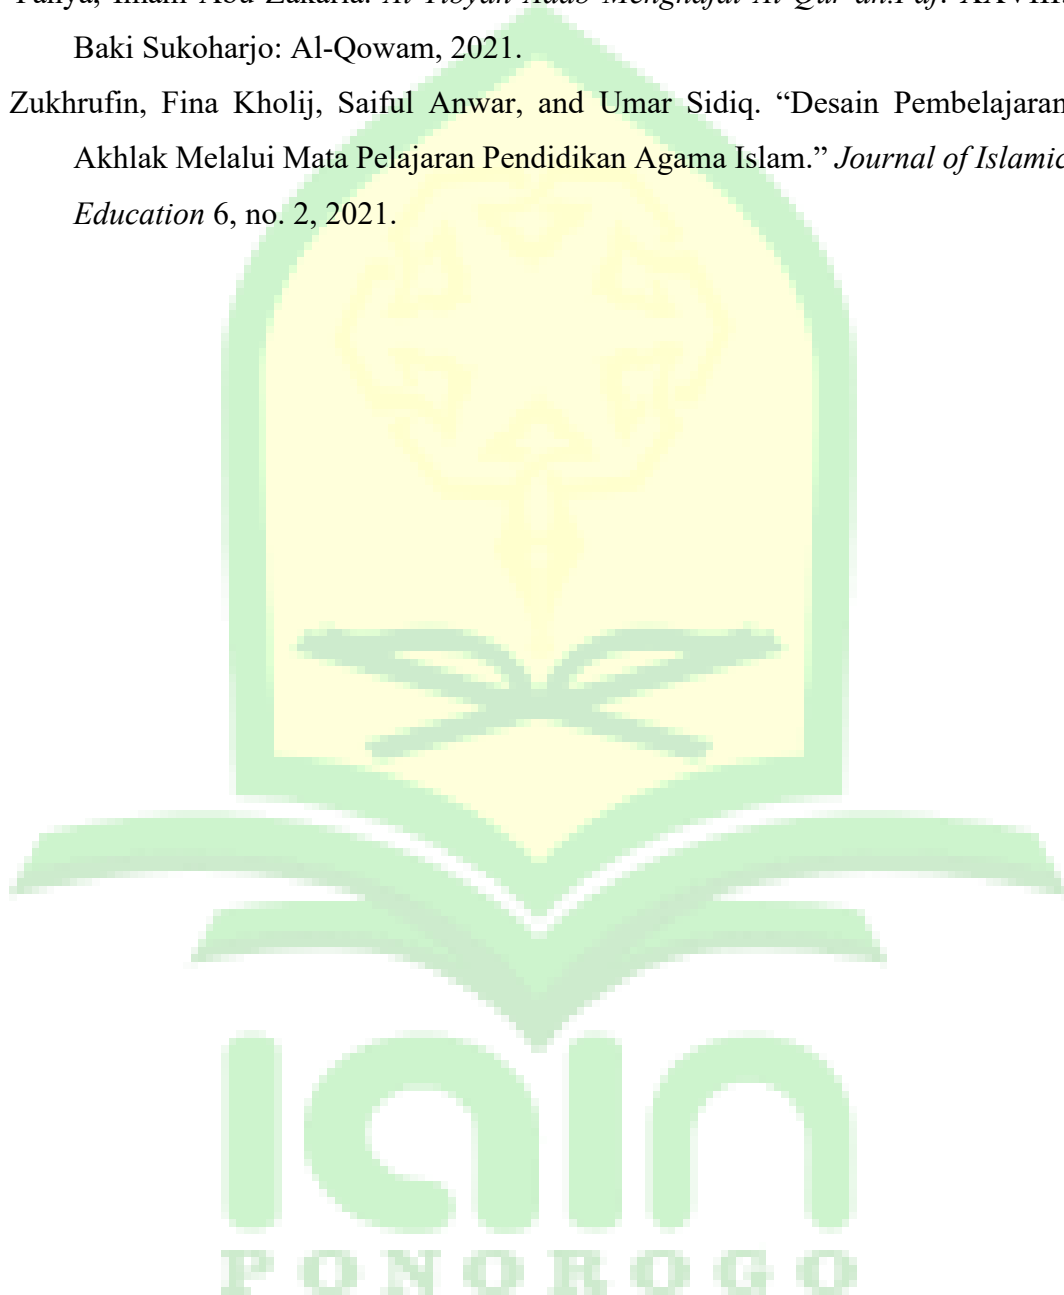 Yahya, Imam Abu Zakaria. At-Tibyan Adab Menghafal Al-Qur'an.Pdf. XXVIII.
Baki Sukoharjo: Al-Qowam, 2021.
Zukhrufin, Fina Kholij, Saiful Anwar, and Umar Sidiq. “Desain Pembelajaran
Akhlak Melalui Mata Pelajaran Pendidikan Agama Islam.” Journal of Islamic
Education 6, no. 2, 2021.
iain
PONOROGO